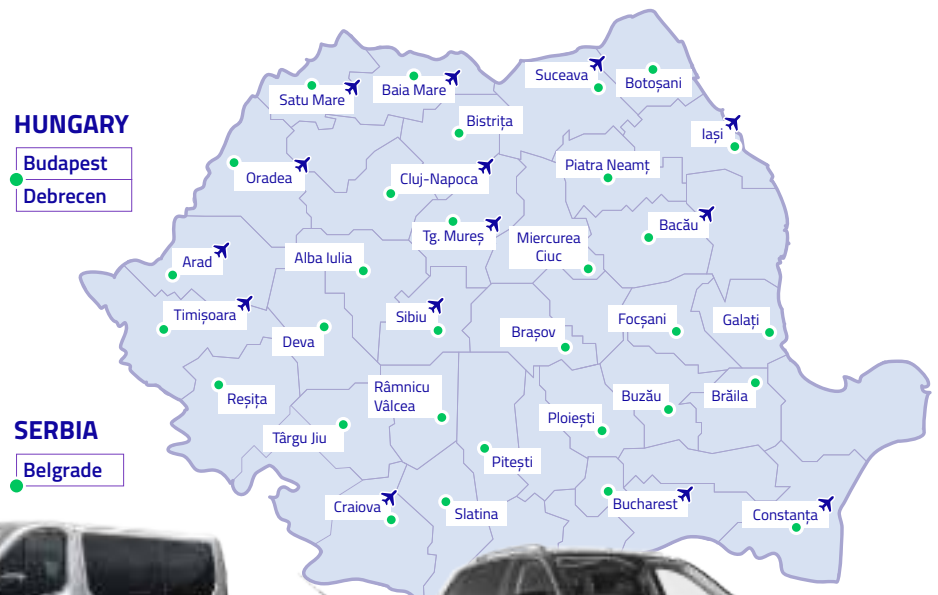 Suceava
Botoșani
Satu Mare
Baia Mare
HUNGARY
Budapest
Debrecen
Bistrița
Iași
Oradea
Cluj-Napoca
Piatra Neamț
Tg. Mureș
Miercurea
Ciuc
Bacău
Arad
Alba Iulia
Timișoara
Sibiu
Deva
Brașov
Focșani
Galați
Reșița
Râmnicu
Vâlcea
Buzău
Brăila
Ploiești
SERBIA
Belgrade
Târgu Jiu
Pitești
Craiova
Slatina
Bucharest
Constanța